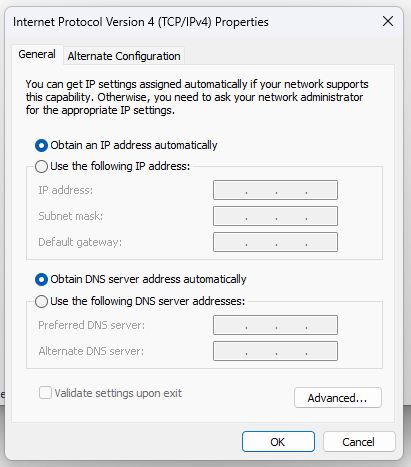 Internet Protocol Version 4 (TCP/IPv4) Properties
General
Alternate Configuration
You can get IP settings assigned automatically if your network supports
this capability. Otherwise, you need to ask your network administrator
for the appropriate IP settings.
Obtain an IP address automatically
Use the following IP address:
IP address:
Subnet mask:
Default gateway:
Obtain DNS server address automatically
Use the following DNS server addresses:
Preferred DNS server:
Alternate DNS server:
Validate settings upon exit
Advanced...
OK
Cancel